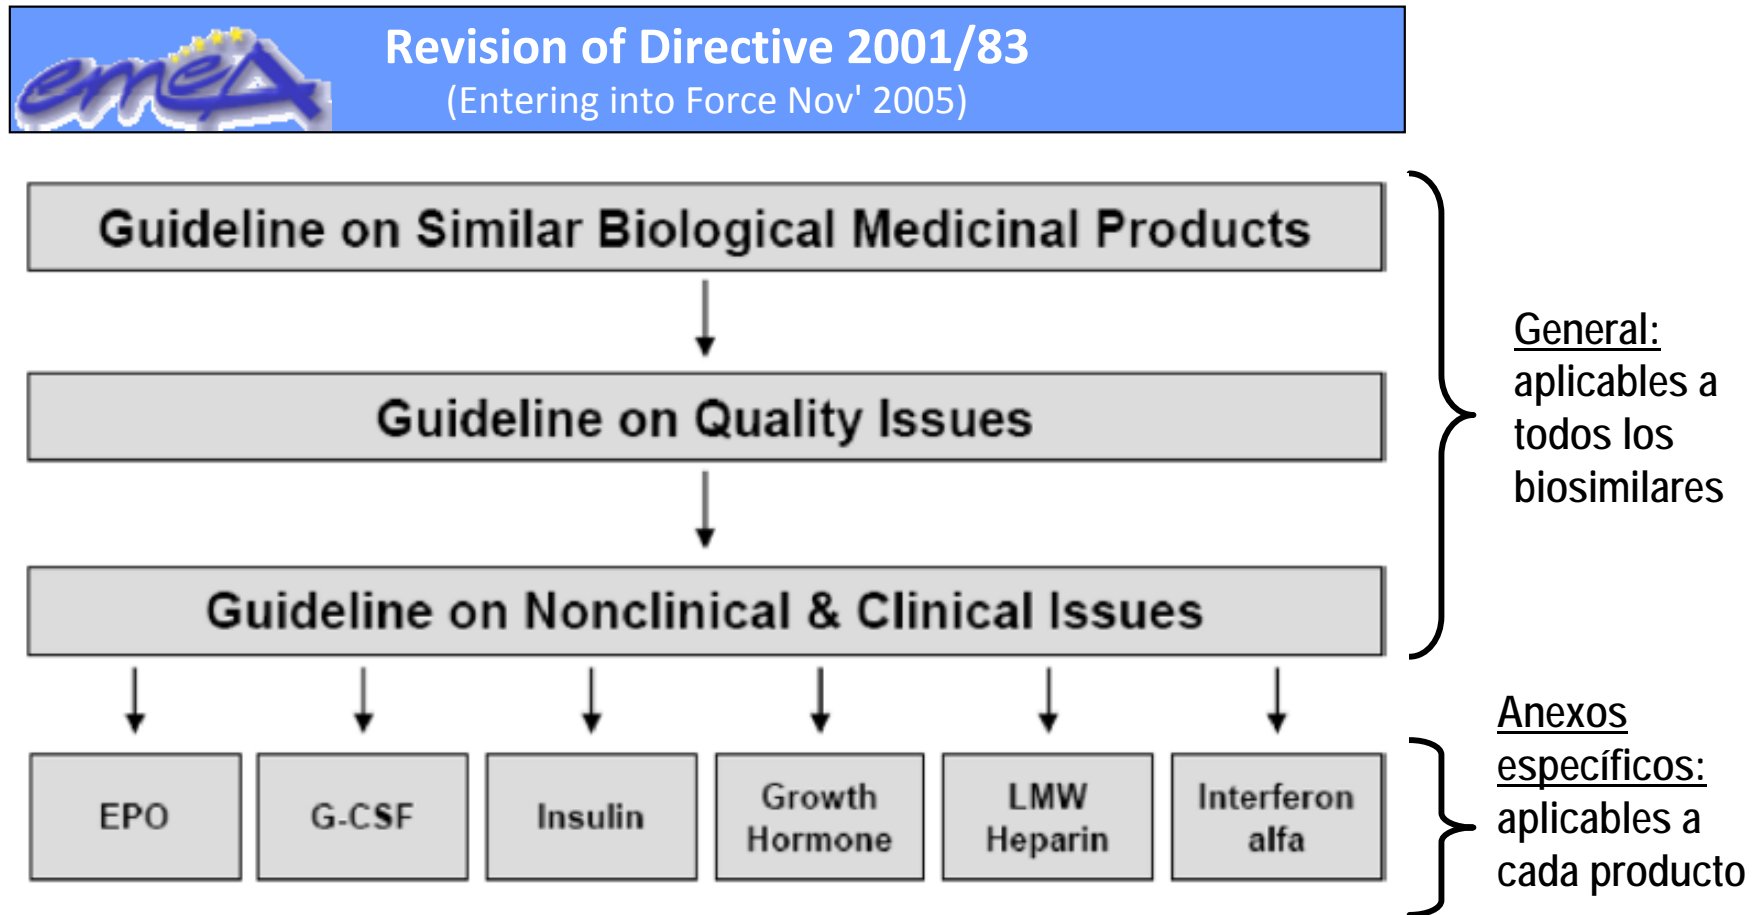 emeA
Revision of Directive 2001/83
(Entering into Force Nov' 2005)
Guideline on Similar Biological Medicinal Products
Guideline on Quality Issues
Guideline on Nonclinical & Clinical Issues
General:
aplicables a
todos los
biosimilares
EPO
G-CSF
Insulin
Growth
Hormone
LMW
Heparin
Interferon
alfa
Anexos
específicos:
aplicables a
cada producto